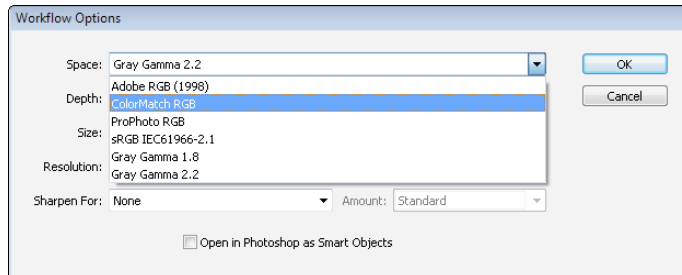 Workflow Options
Space: Gray Gamma 2.2
OK
Adobe RGB (1998)
Depth:
ColorMatch RGB
Cancel
ProPhoto RGB
Size:
sRGB IEC61966-2.1
Gray Gamma 1.8
Resolution:
Gray Gamma 2.2
Sharpen For: None Amount: Standard
Open in Photoshop as Smart Objects